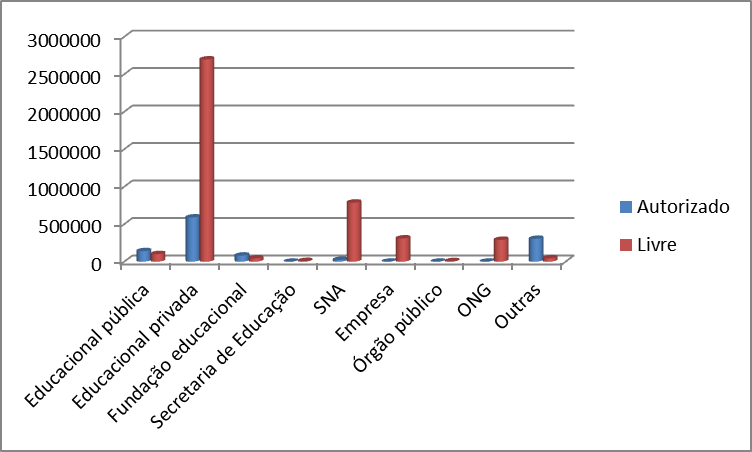 3000000
2500000
2000000
1500000
1000000
500000
0
Educacional pública
Educacional privada
Fundação educacional
Secretaria de Educação
SNA
Empresa
Órgão público
ONG
Outras
Autorizado
Livre